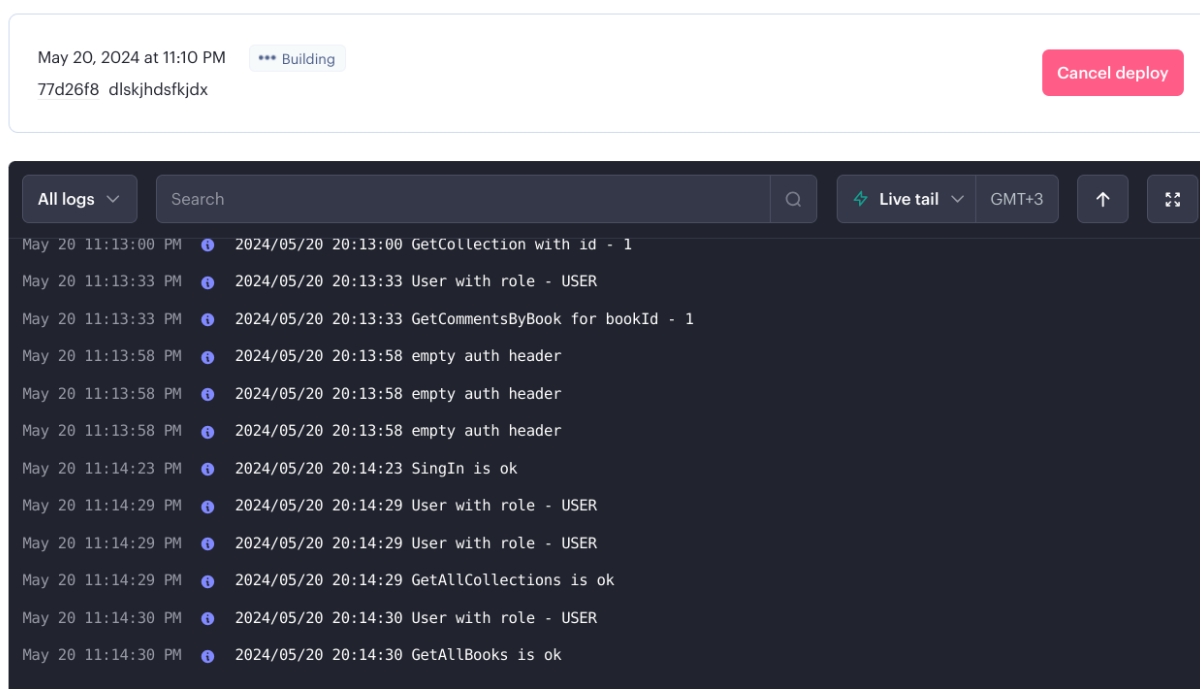 May 20, 2024 at 11:10 PM ••• Building
77d26f8 dlskjhdsfkjdx
Cancel deploy
All logs Search Live tail GMT+3
May 20 11:13:00 PM 2024/05/20 20:13:00 GetCollection with id - 1
May 20 11:13:33 PM 2024/05/20 20:13:33 User with role - USER
May 20 11:13:33 PM 2024/05/20 20:13:33 GetCommentsByBook for bookId - 1
May 20 11:13:58 PM 2024/05/20 20:13:58 empty auth header
May 20 11:13:58 PM 2024/05/20 20:13:58 empty auth header
May 20 11:13:58 PM 2024/05/20 20:13:58 empty auth header
May 20 11:14:23 PM 2024/05/20 20:14:23 SingIn is ok
May 20 11:14:29 PM 2024/05/20 20:14:29 User with role - USER
May 20 11:14:29 PM 2024/05/20 20:14:29 User with role - USER
May 20 11:14:29 PM 2024/05/20 20:14:29 GetAllCollections is ok
May 20 11:14:30 PM 2024/05/20 20:14:30 User with role - USER
May 20 11:14:30 PM 2024/05/20 20:14:30 GetAllBooks is ok